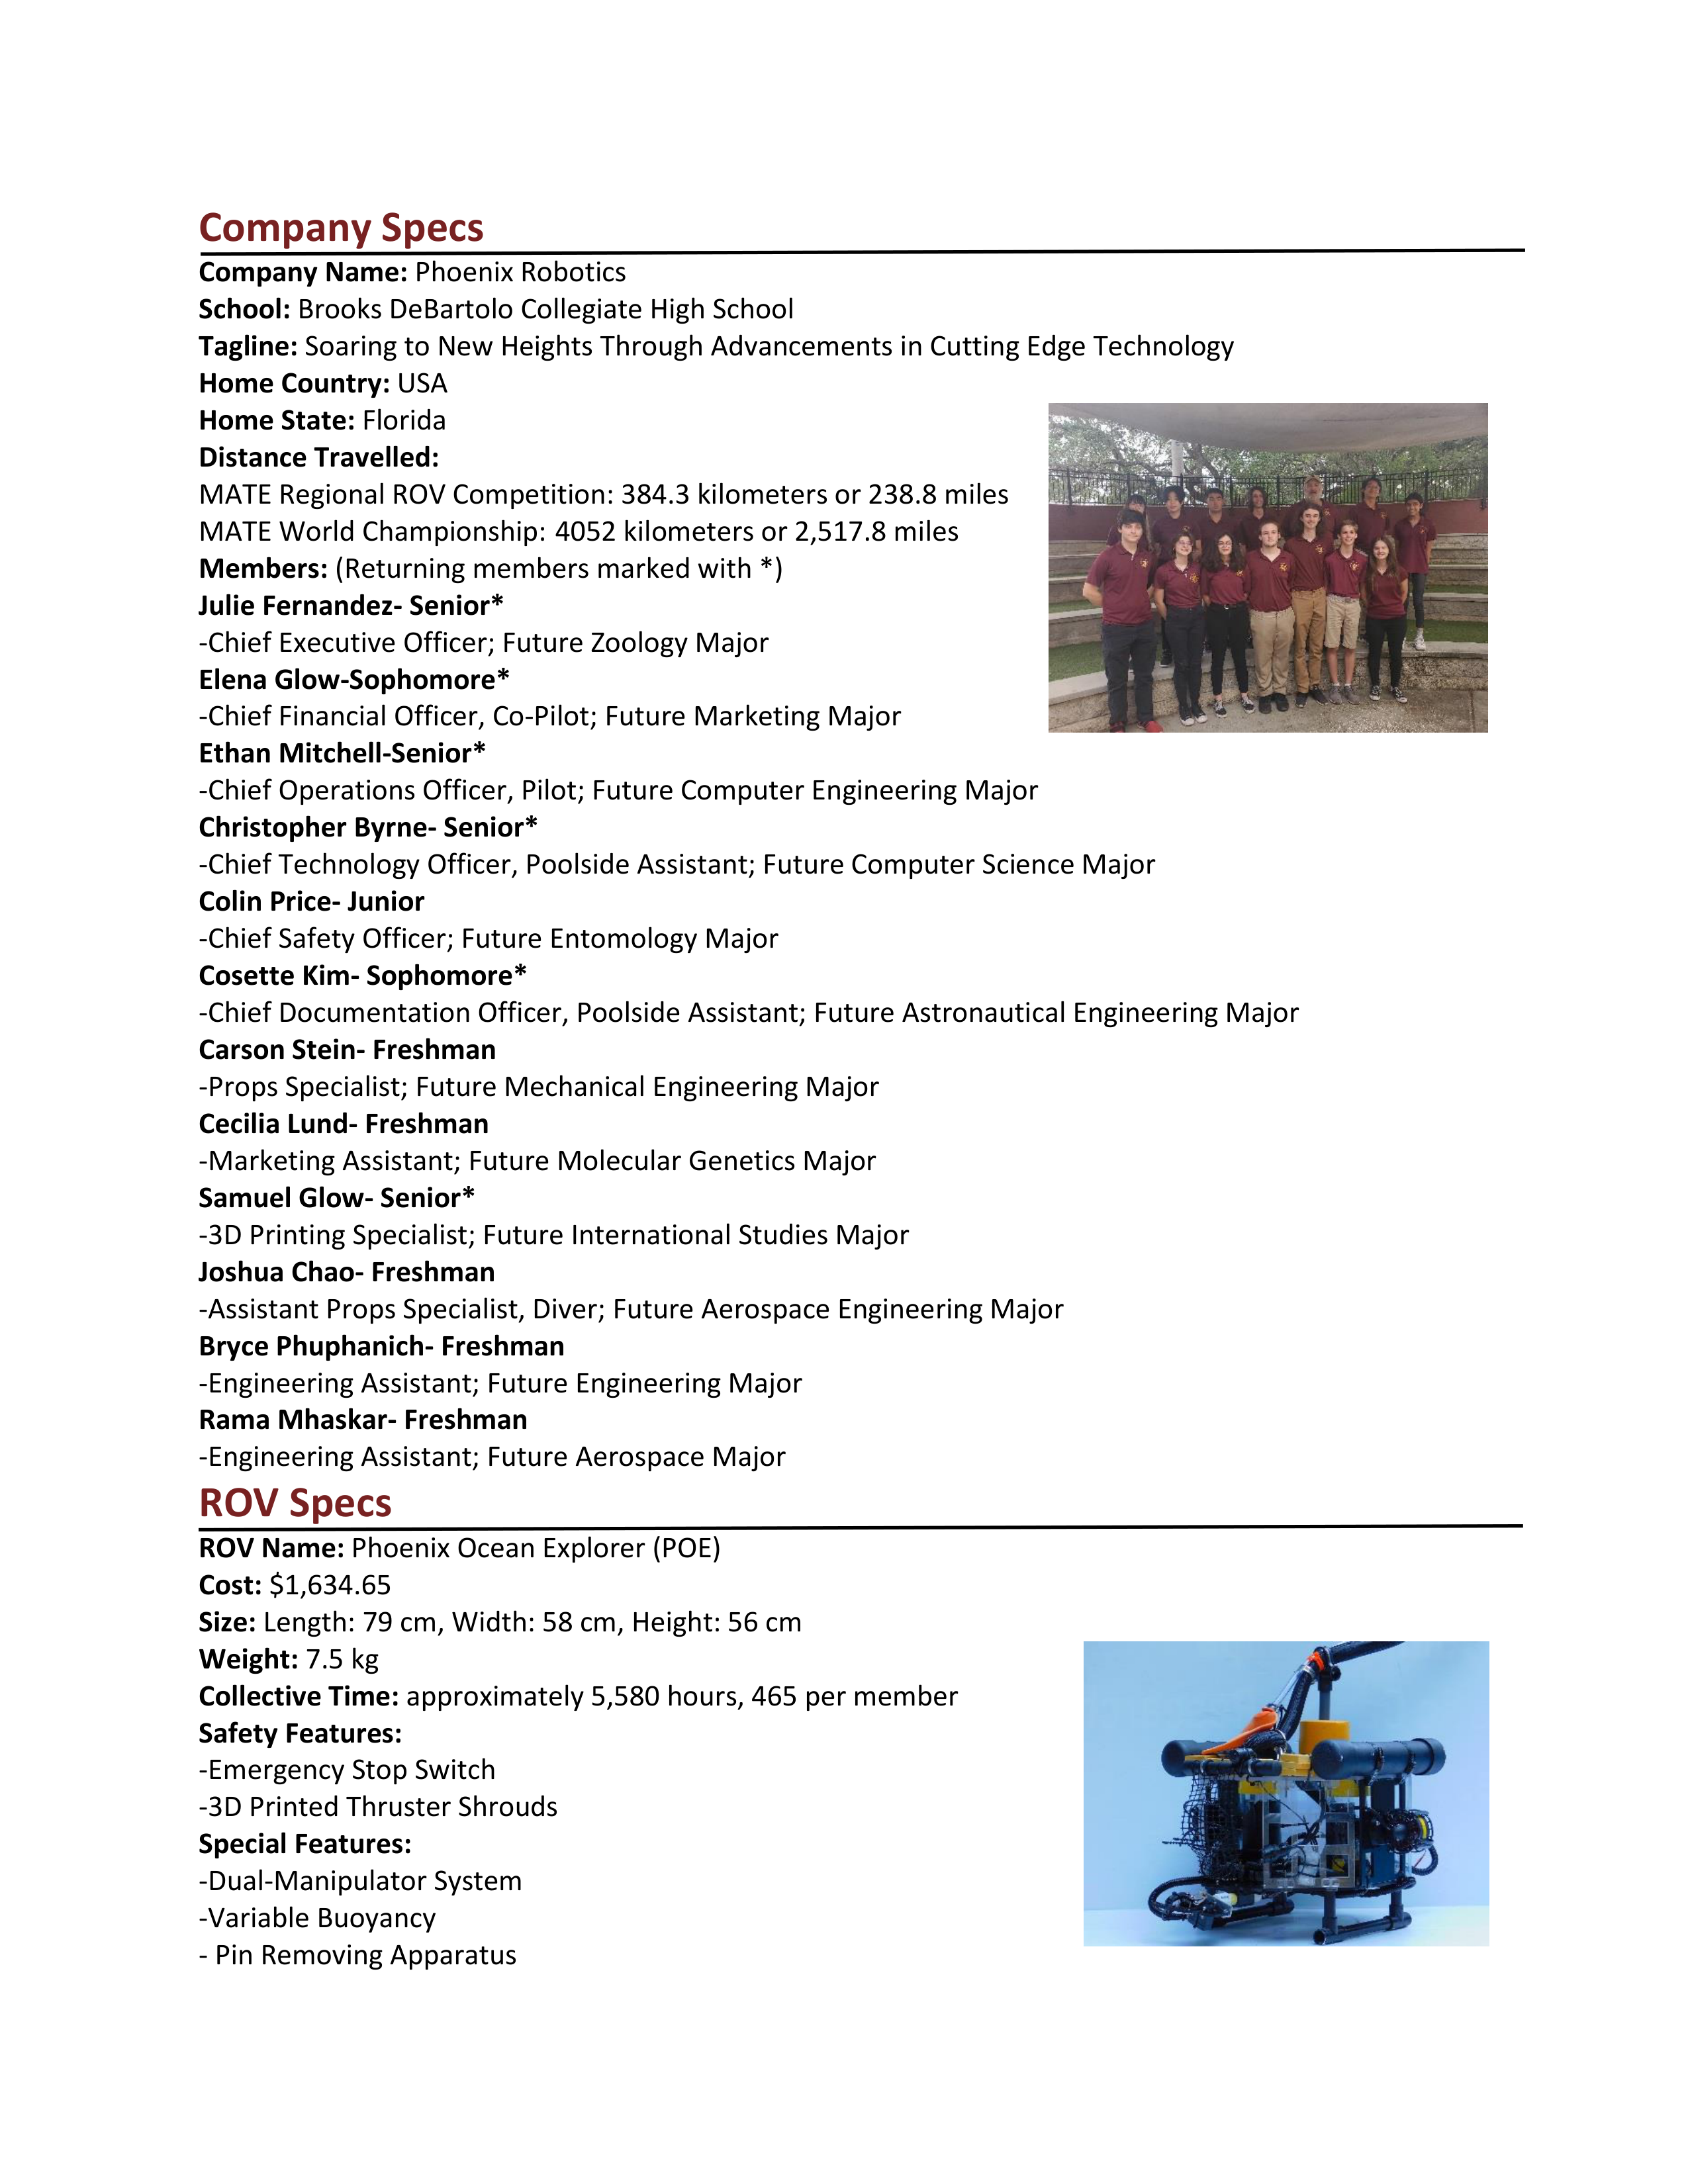 Company Specs
Company Name: Phoenix Robotics
School: Brooks DeBartolo Collegiate High School
Tagline: Soaring to New Heights Through Advancements in Cutting Edge Technology
Home Country: USA
Home State: Florida
Distance Travelled:
MATE Regional ROV Competition: 384.3 kilometers or 238.8 miles
MATE World Championship: 4052 kilometers or 2,517.8 miles
Members: (Returning members marked with *)
Julie Fernandez- Senior*
-Chief Executive Officer; Future Zoology Major
Elena Glow-Sophomore*
-Chief Financial Officer, Co-Pilot; Future Marketing Major
Ethan Mitchell-Senior*
-Chief Operations Officer, Pilot; Future Computer Engineering Major
Christopher Byrne- Senior*
-Chief Technology Officer, Poolside Assistant; Future Computer Science Major
Colin Price- Junior
-Chief Safety Officer; Future Entomology Major
Cosette Kim- Sophomore*
-Chief Documentation Officer, Poolside Assistant; Future Astronautical Engineering Major
Carson Stein- Freshman
-Props Specialist; Future Mechanical Engineering Major
Cecilia Lund- Freshman
-Marketing Assistant; Future Molecular Genetics Major
Samuel Glow- Senior*
-3D Printing Specialist; Future International Studies Major
Joshua Chao- Freshman
-Assistant Props Specialist, Diver; Future Aerospace Engineering Major
Bryce Phuphanich- Freshman
-Engineering Assistant; Future Engineering Major
Rama Mhaskar- Freshman
-Engineering Assistant; Future Aerospace Major
ROV Specs
ROV Name: Phoenix Ocean Explorer (POE)
Cost: $1,634.65
Size: Length: 79 cm, Width: 58 cm, Height: 56 cm
Weight: 7.5 kg
Collective Time: approximately 5,580 hours, 465 per member
Safety Features:
-Emergency Stop Switch
-3D Printed Thruster Shrouds
Special Features:
-Dual-Manipulator System
-Variable Buoyancy
- Pin Removing Apparatus